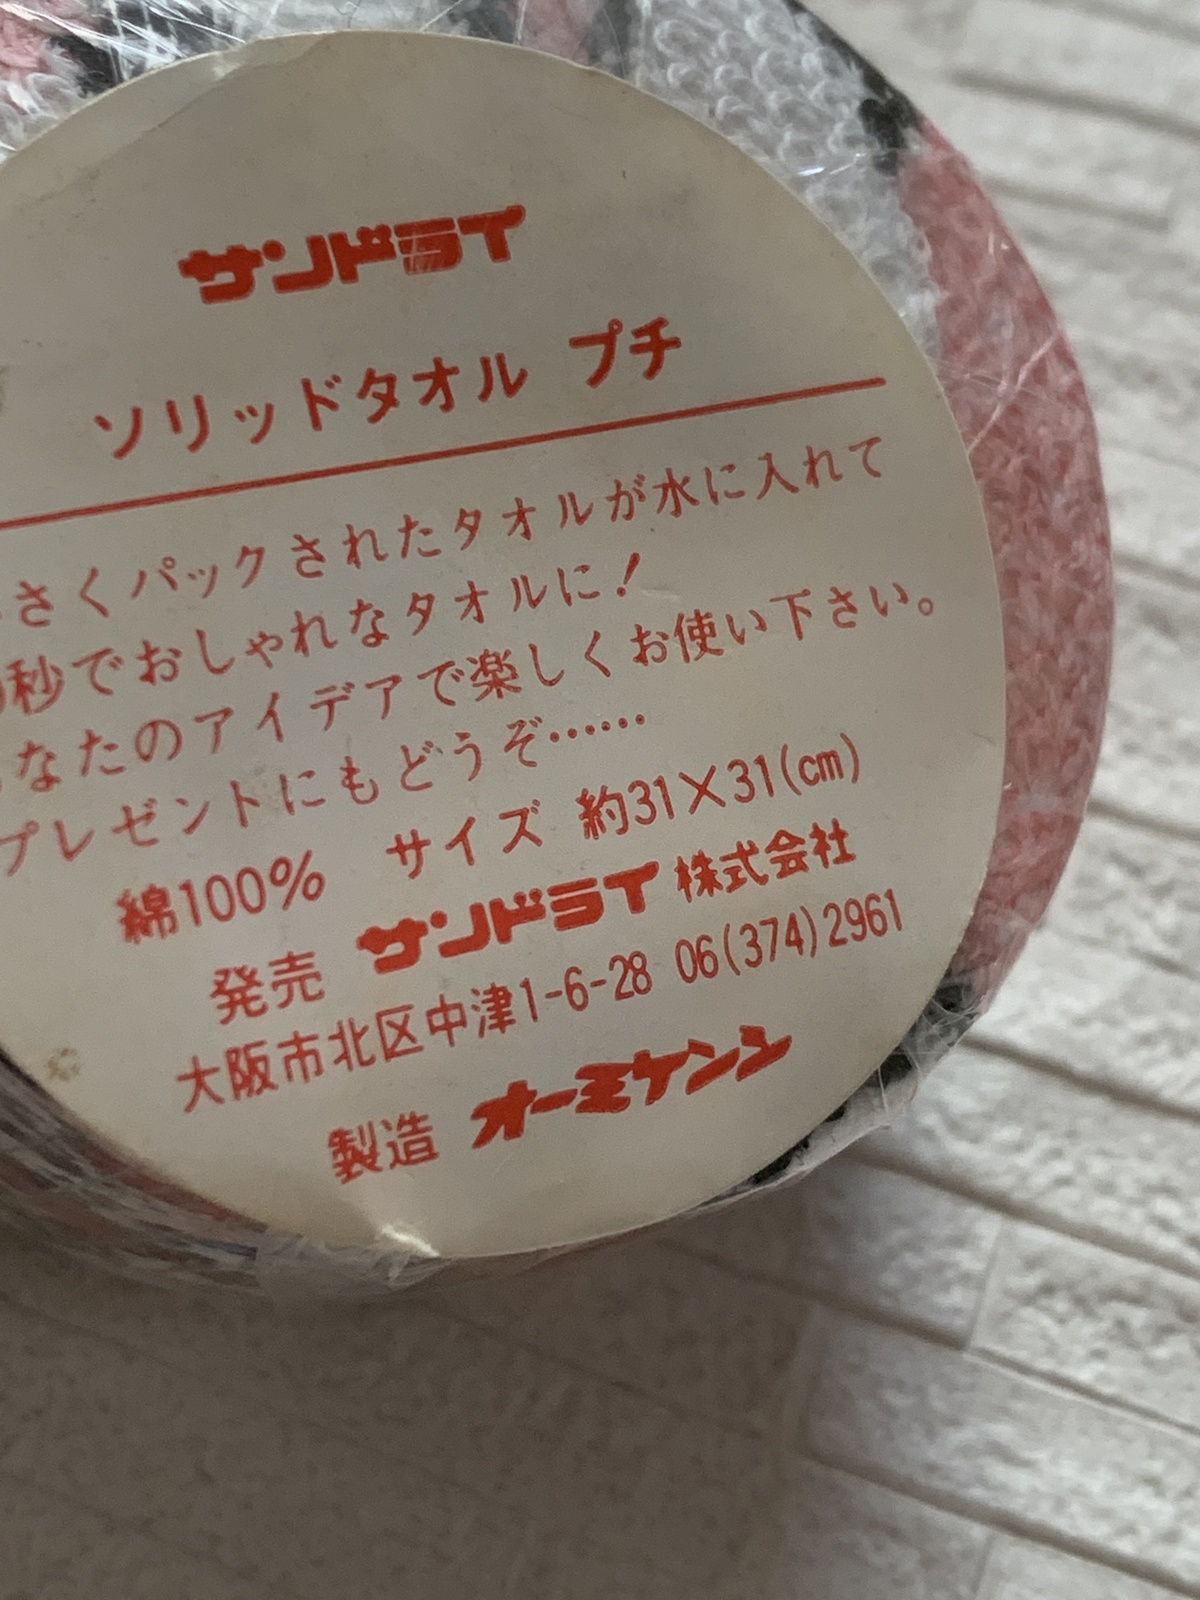 サンドライ
ソリッドタオル プチ
さくパックされたタオルが水に入れて
秒でおしゃれなタオルに!
なたのアイデアで楽しくお使い下さい。
プレゼントにもどうぞ……
綿100% サイズ 約31×31(cm)
発売 サンドライ株式会社
大阪市北区中津1-6-28 06(374)2961
製造 オーミケンシ